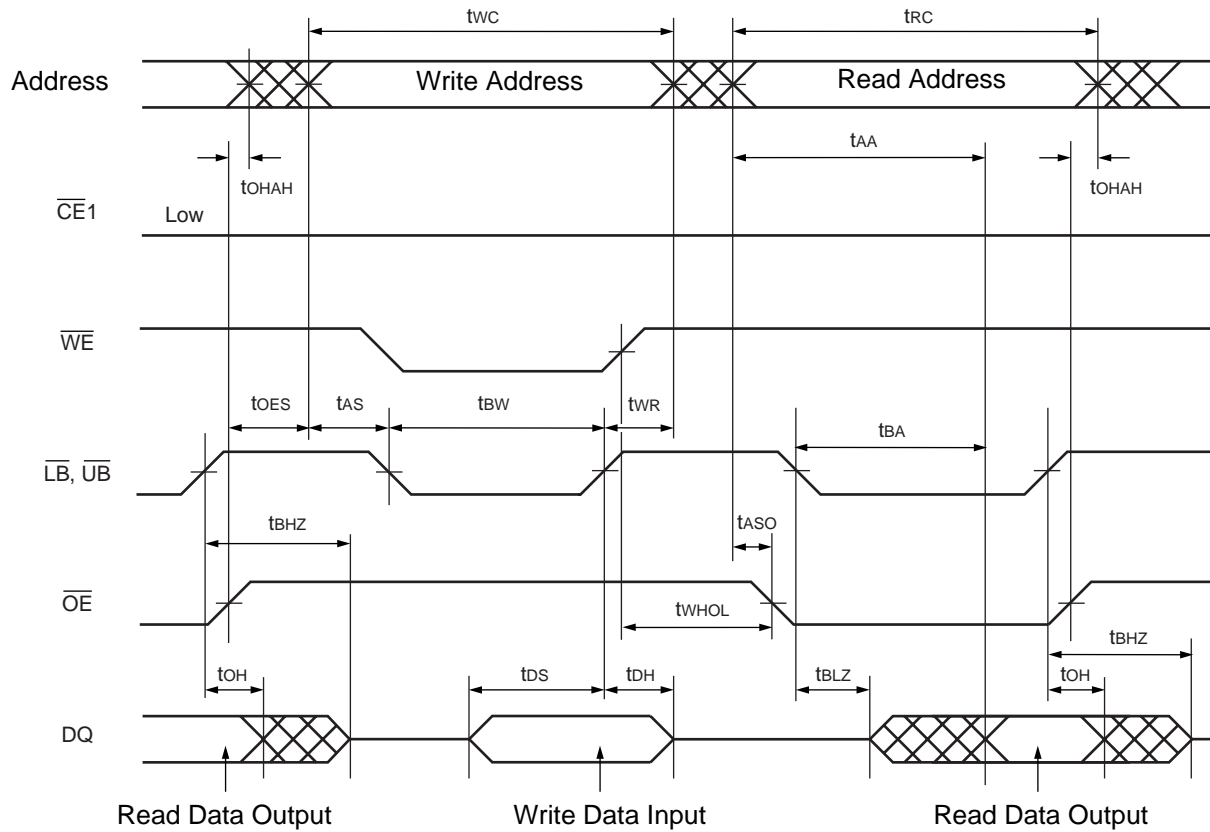 tWC tRC
Address Write Address Read Address
tAA
tOHAH tOHAH
CE1 Low
WE
tOES tAS tBW tWR
tBA
LB, UB
tBHZ tASO
OE
tWHOL
tBHZ
tOH tDS tDH tBLZ tOH
DQ
Read Data Output Write Data Input Read Data Output